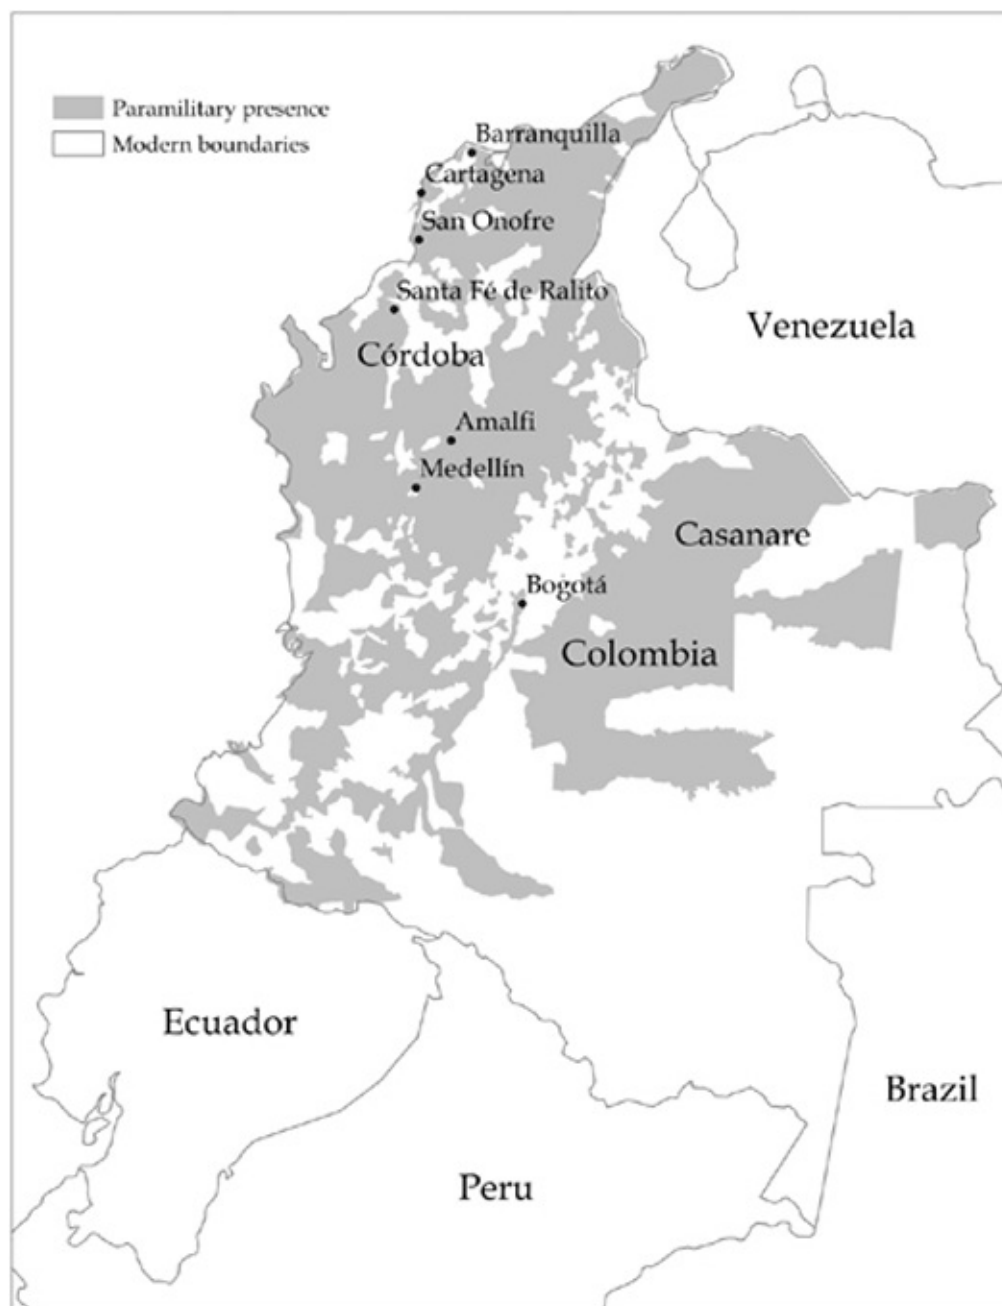 Paramilitary presence
Modern boundaries
Barranquilla
Cartagena
San Onofre
Santa Fé de Ralito
Venezuela
Córdoba
Amalfi
Medellín
Casanare
Bogotá
Colombia
Ecuador
Brazil
Peru